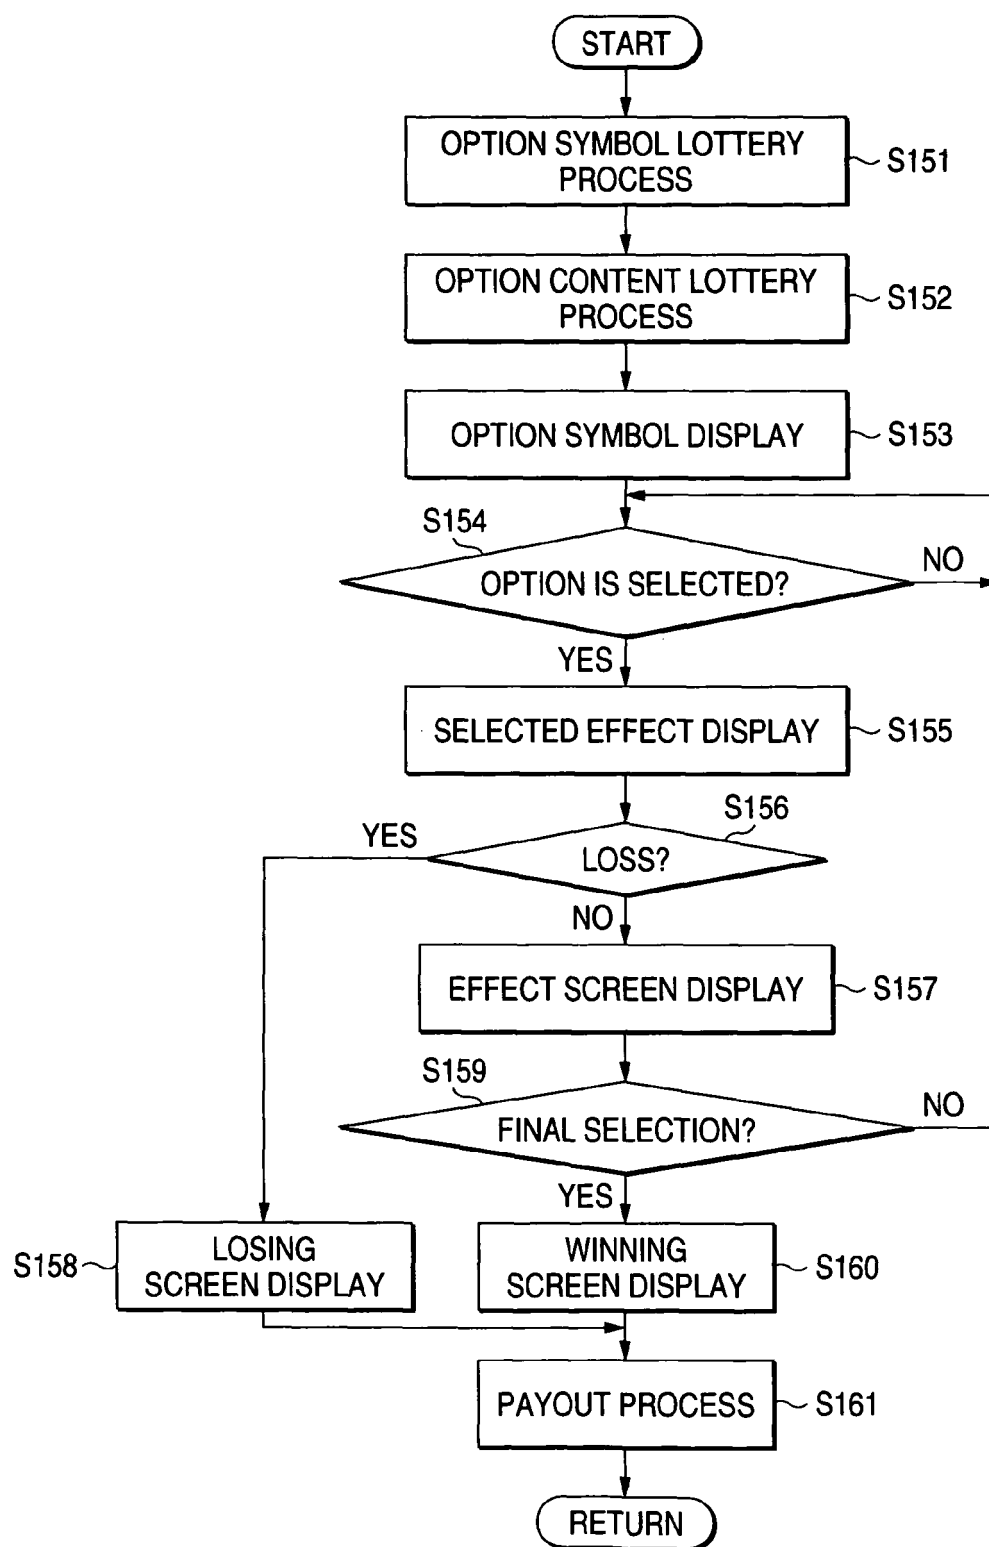 START
OPTION SYMBOL LOTTERY
PROCESS
S151
OPTION CONTENT LOTTERY
PROCESS
S152
OPTION SYMBOL DISPLAY
S153
S154
OPTION IS SELECTED?
NO
YES
SELECTED EFFECT DISPLAY
S155
S156
YES
LOSS?
NO
EFFECT SCREEN DISPLAY
S157
S159
FINAL SELECTION?
NO
YES
S158
LOSING
SCREEN DISPLAY
WINNING
SCREEN DISPLAY
S160
PAYOUT PROCESS
S161
RETURN